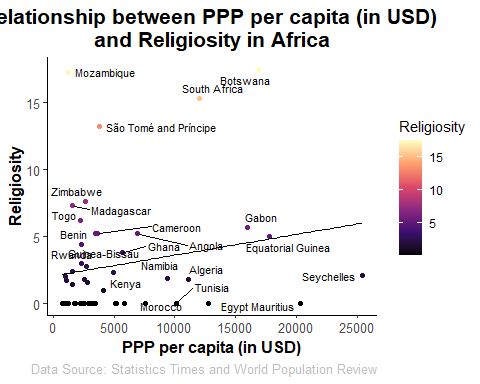 elationship between PPP per capita (in USD)
and Religiosity in Africa
Religiosity
15
10
5
0
Mozambique
Botswana
South Africa
São Tomé and Príncipe
Zimbabwe
Madagascar
Togo
Cameroon
Gabon
Benin
Ghana
Angola
Equatorial Guinea
Guinea-Bissau
Rwanda
Namibia
Algeria
Seychelles
Kenya
Tunisia
Morocco
Egypt
Mauritius
0
5000
10000
15000
20000
25000
PPP per capita (in USD)
Religiosity
15
10
5
Data Source: Statistics Times and World Population Review